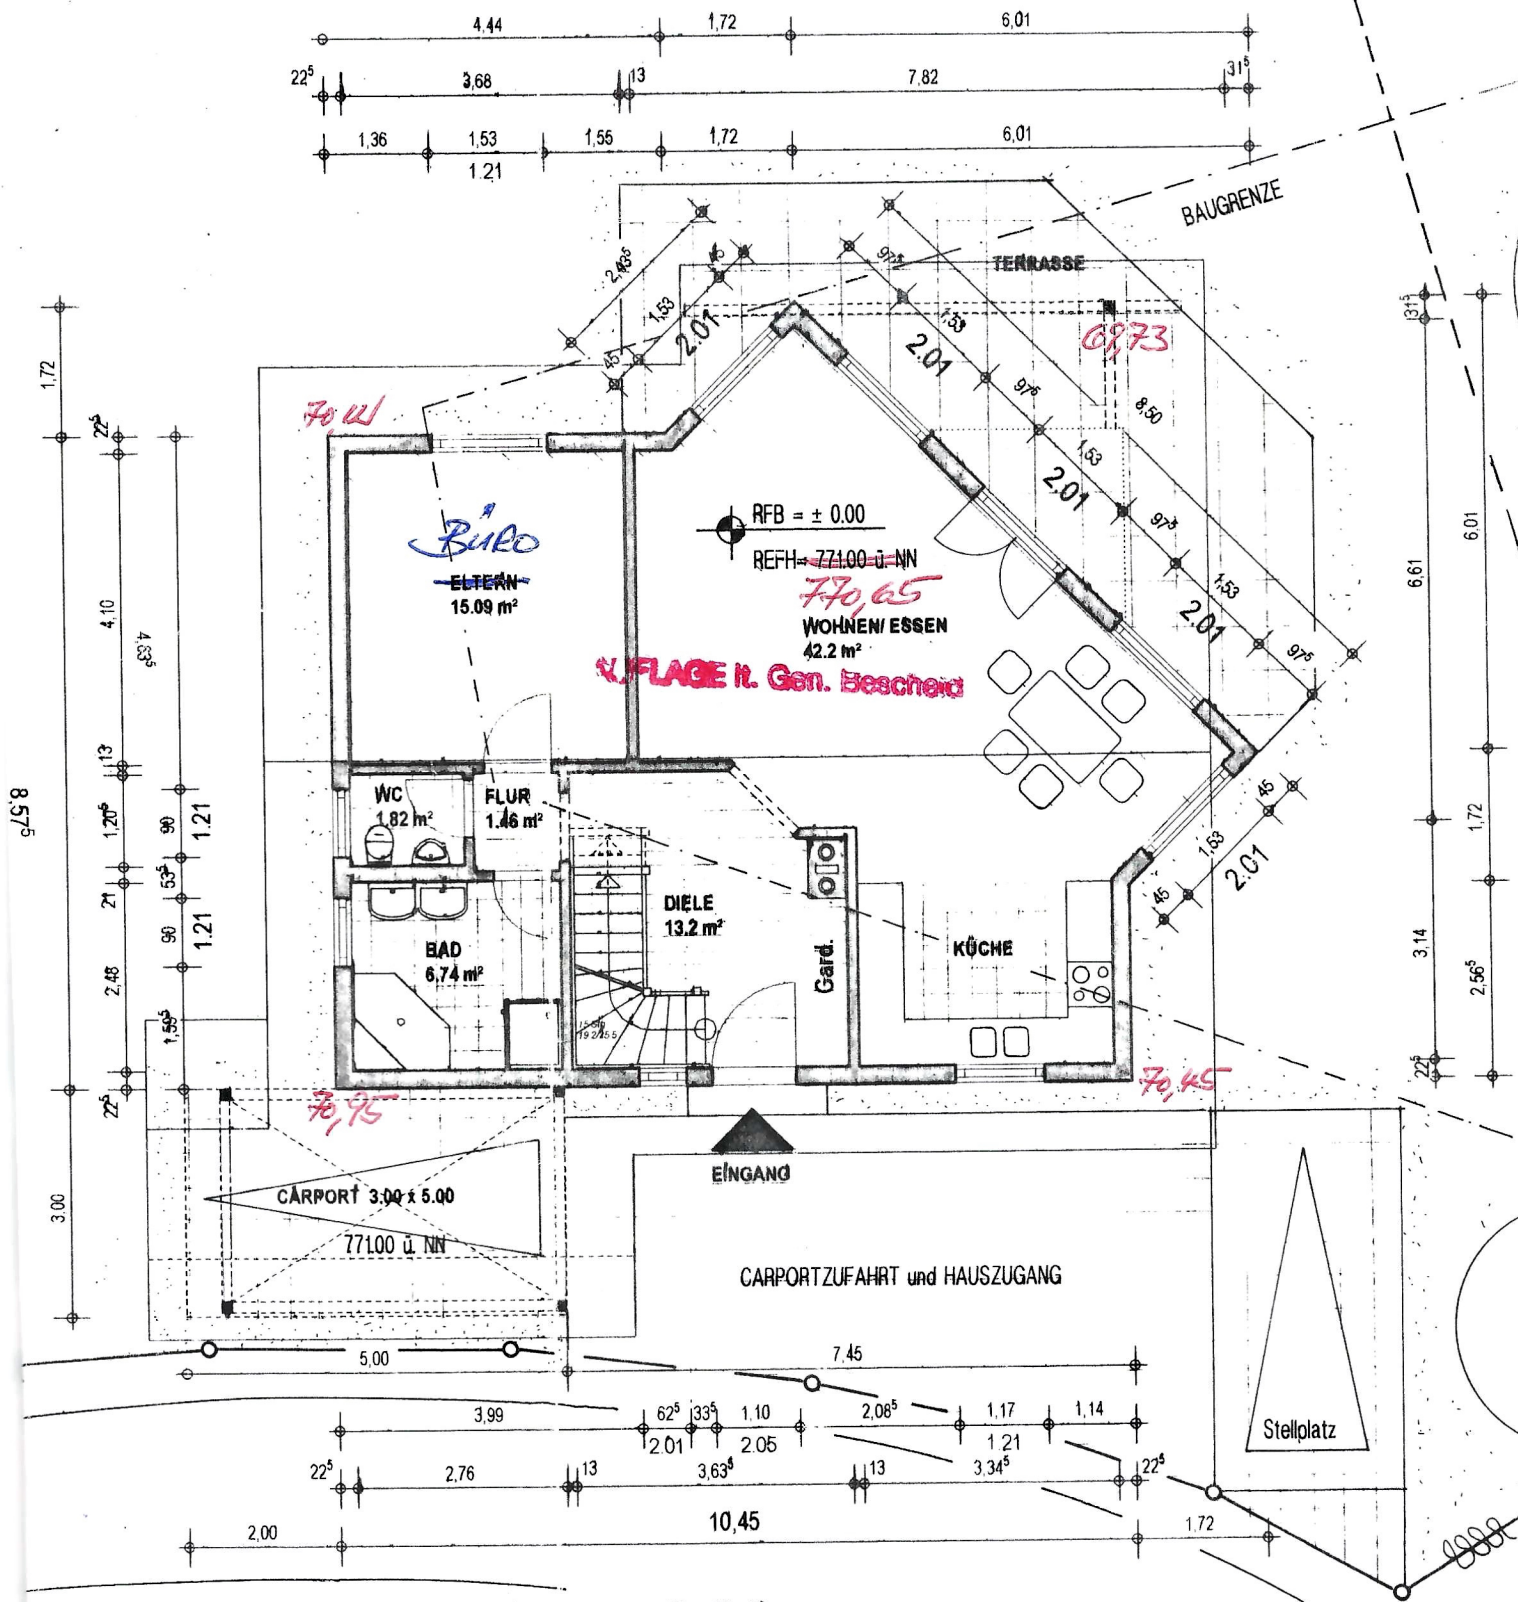 4,44 1,72 6,01
22⁵ 3,68 13 7,82 31⁵
1,36 1,53 1,55 1,72 6,01
1.21
BAUGRENZE
TERRASSE
1,53
2.01
45
97⁵
1,53
2.01
69,73
97⁵
8,50
1,53
2.01
97⁵
1,53
2.01
97⁵
31⁵
6,01
6,61
1,72
3,14
2,56⁵
22⁵
1,72
22⁵
4,10
4,63⁵
13
1,20⁵
90
1.21
53⁵
21
90
1.21
2,48
1,59⁵
22⁵
8.57⁵
3.00
BÜRO
ELTERN
15.09 m²
RFB = ± 0.00
REFH= 771.00 ü. NN
770,65
WOHNEN/ ESSEN
42.2 m²
AUFLAGE lt. Gen. Bescheid
WC
1.82 m²
FLUR
1.46 m²
DIELE
13.2 m²
BAD
6,74 m²
Gard.
KÜCHE
45
1,53
2.01
45
15 Stg
70,95
70,45
EINGANG
CARPORT 3,00 x 5.00
771.00 ü. NN
CARPORTZUFAHRT und HAUSZUGANG
Stellplatz
5,00 7,45
3,99 62⁵ 33⁵ 1,10 2,08⁵ 1,17 1,14
2.01 2.05 1.21
22⁵ 2,76 13 3,63⁵ 13 3,34⁵ 22⁵
10,45
2,00 1,72